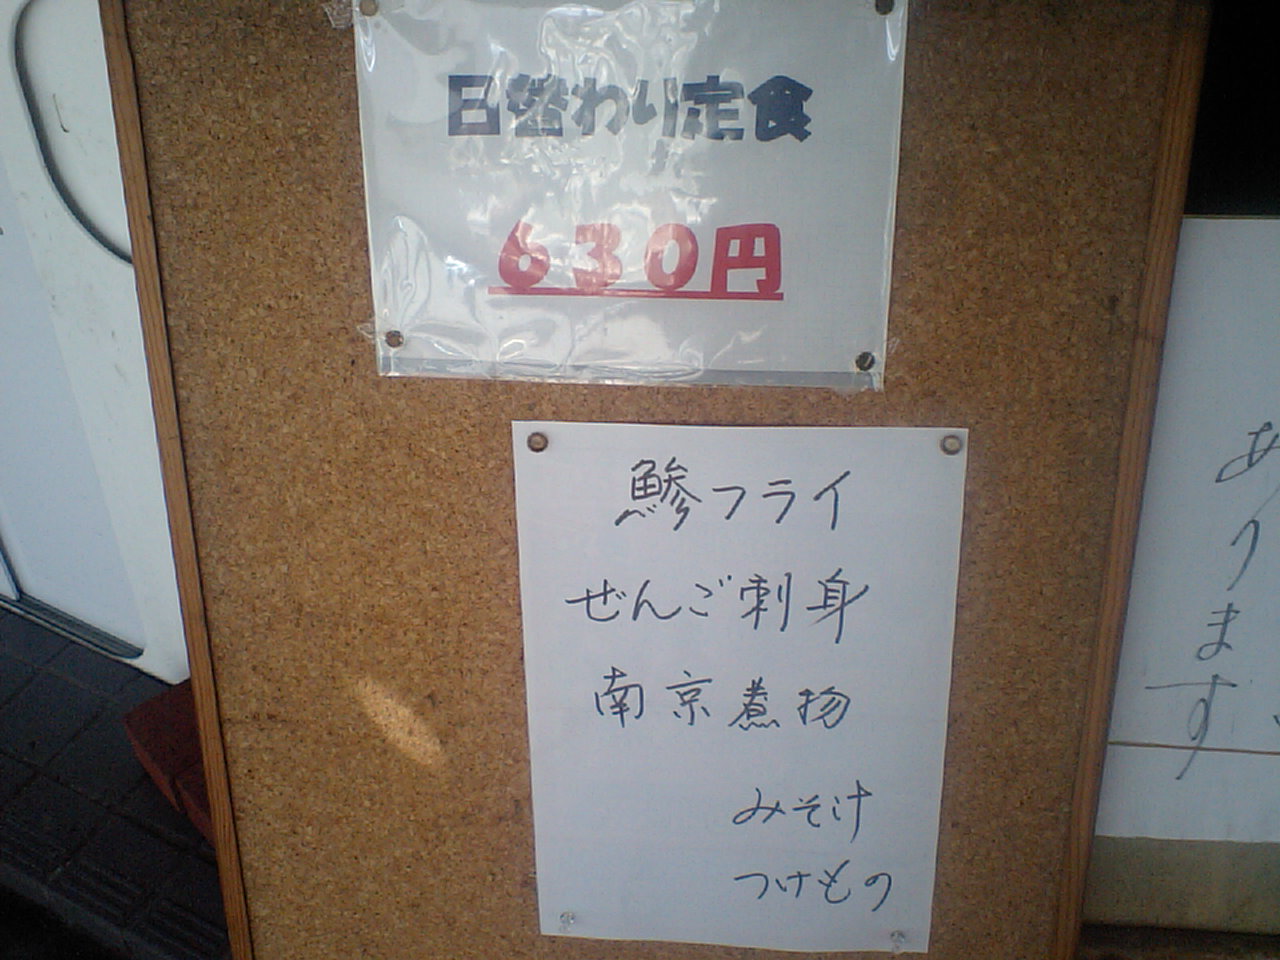 日替わり定食
630円
鯵フライ
ぜんご刺身
南京煮物
みそ汁
つけもの
あります